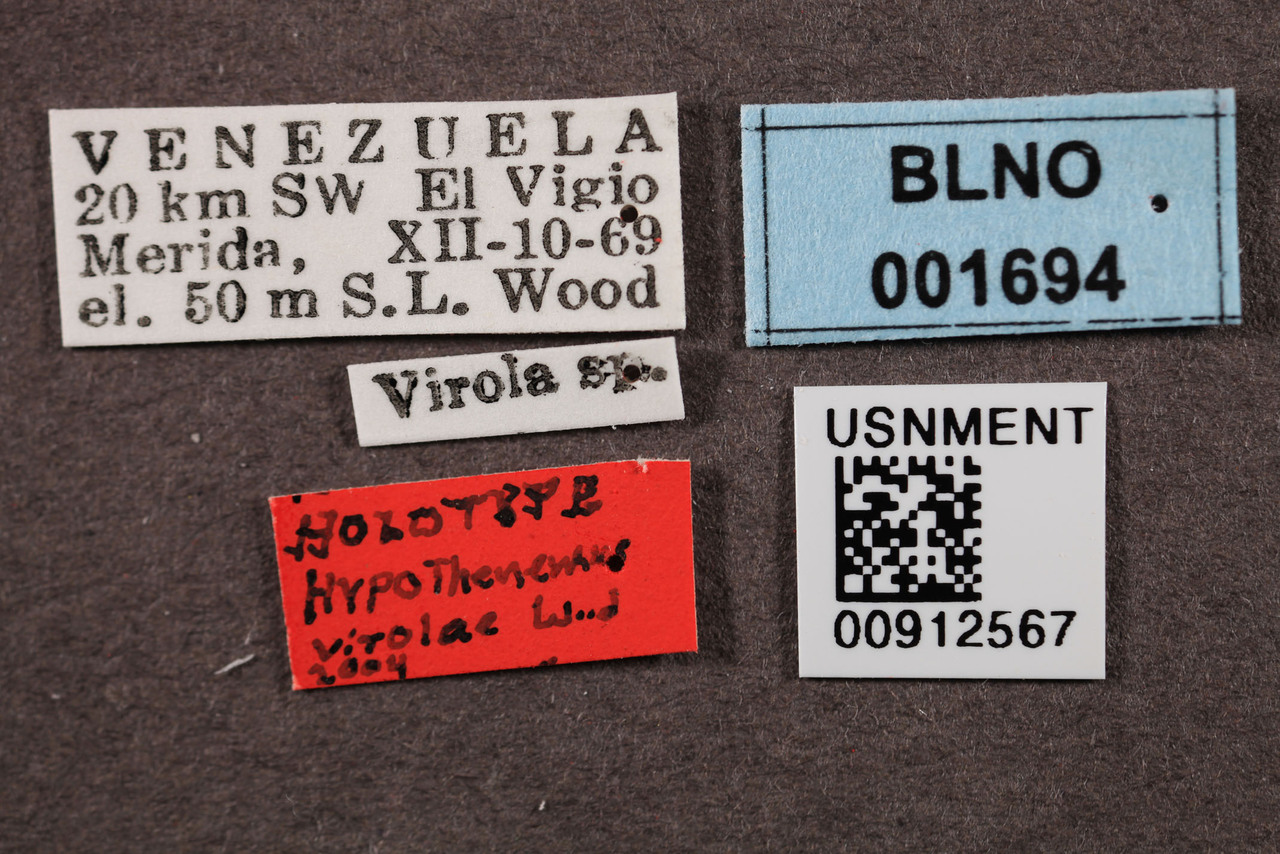 VENEZUELA
20 km SW El Vigio
Merida, XII-10-69
el. 50 m S.L. Wood
Virola sp.
HOLOTYPE
Hypothenemus
virolae Wood
2004
BLNO
001694
USNMENT
00912567